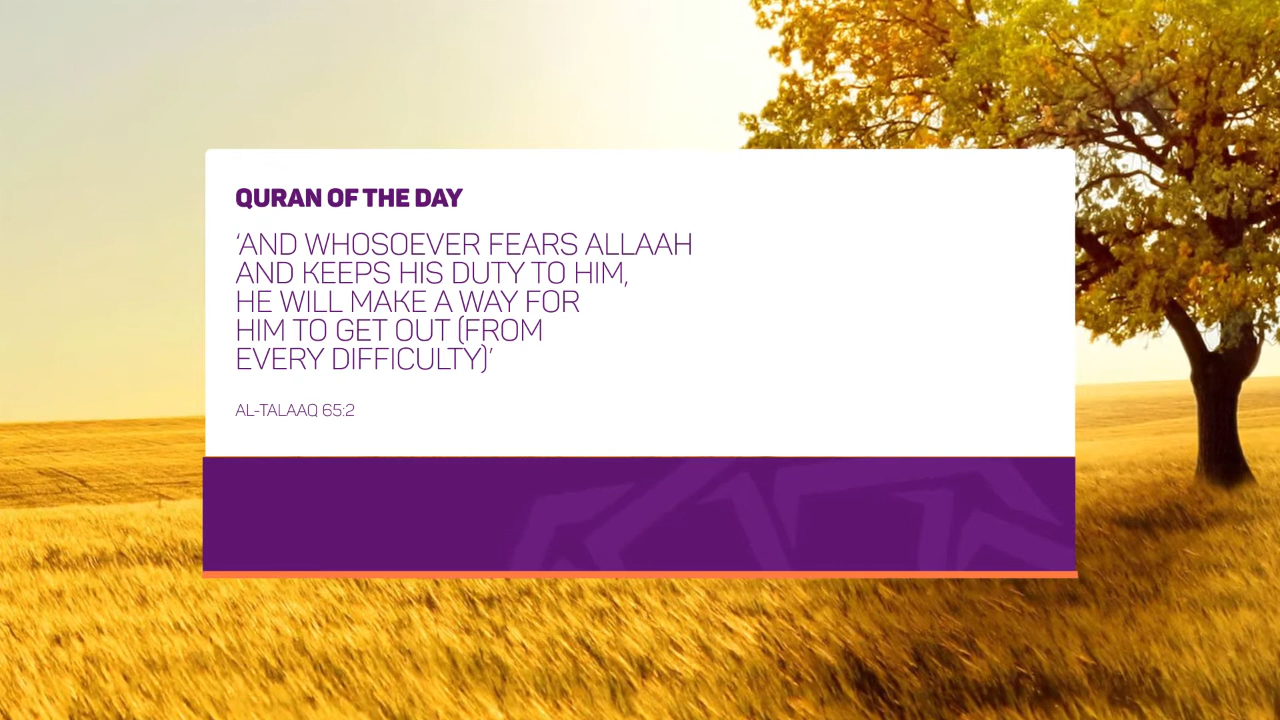 QURAN OF THE DAY
‘AND WHOSOEVER FEARS ALLAAH
AND KEEPS HIS DUTY TO HIM,
HE WILL MAKE A WAY FOR
HIM TO GET OUT (FROM
EVERY DIFFICULTY)’
AL-TALAAQ 65:2